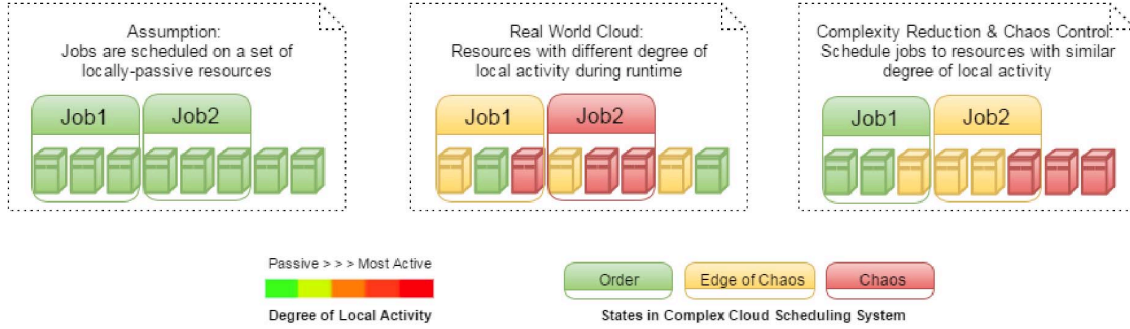 Assumption:
Jobs are scheduled on a set of
locally-passive resources
Job1
Job2
Real World Cloud:
Resources with different degree of
local activity during runtime
Job1
Job2
Complexity Reduction & Chaos Control:
Schedule jobs to resources with similar
degree of local activity
Job1
Job2
Passive > > > Most Active
Degree of Local Activity
Order
Edge of Chaos
Chaos
States in Complex Cloud Scheduling System